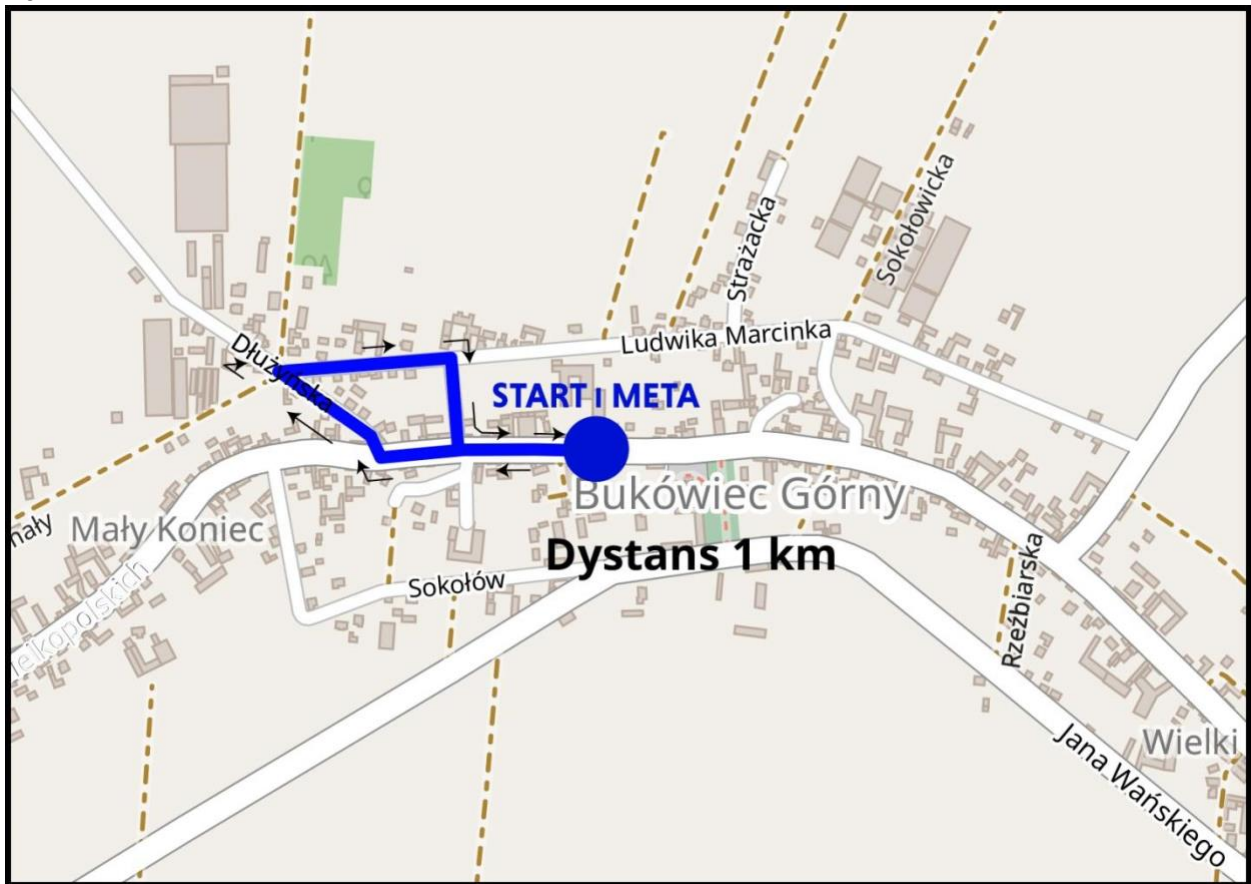 Sokołowicka
Strażacka
Ludwika Marcinka
Dłużyńska
START I META
Bukówiec Górny
Mały Koniec
Dystans 1 km
Sokołów
Rzeźbiarska
Wielki
Jana Wańskiego